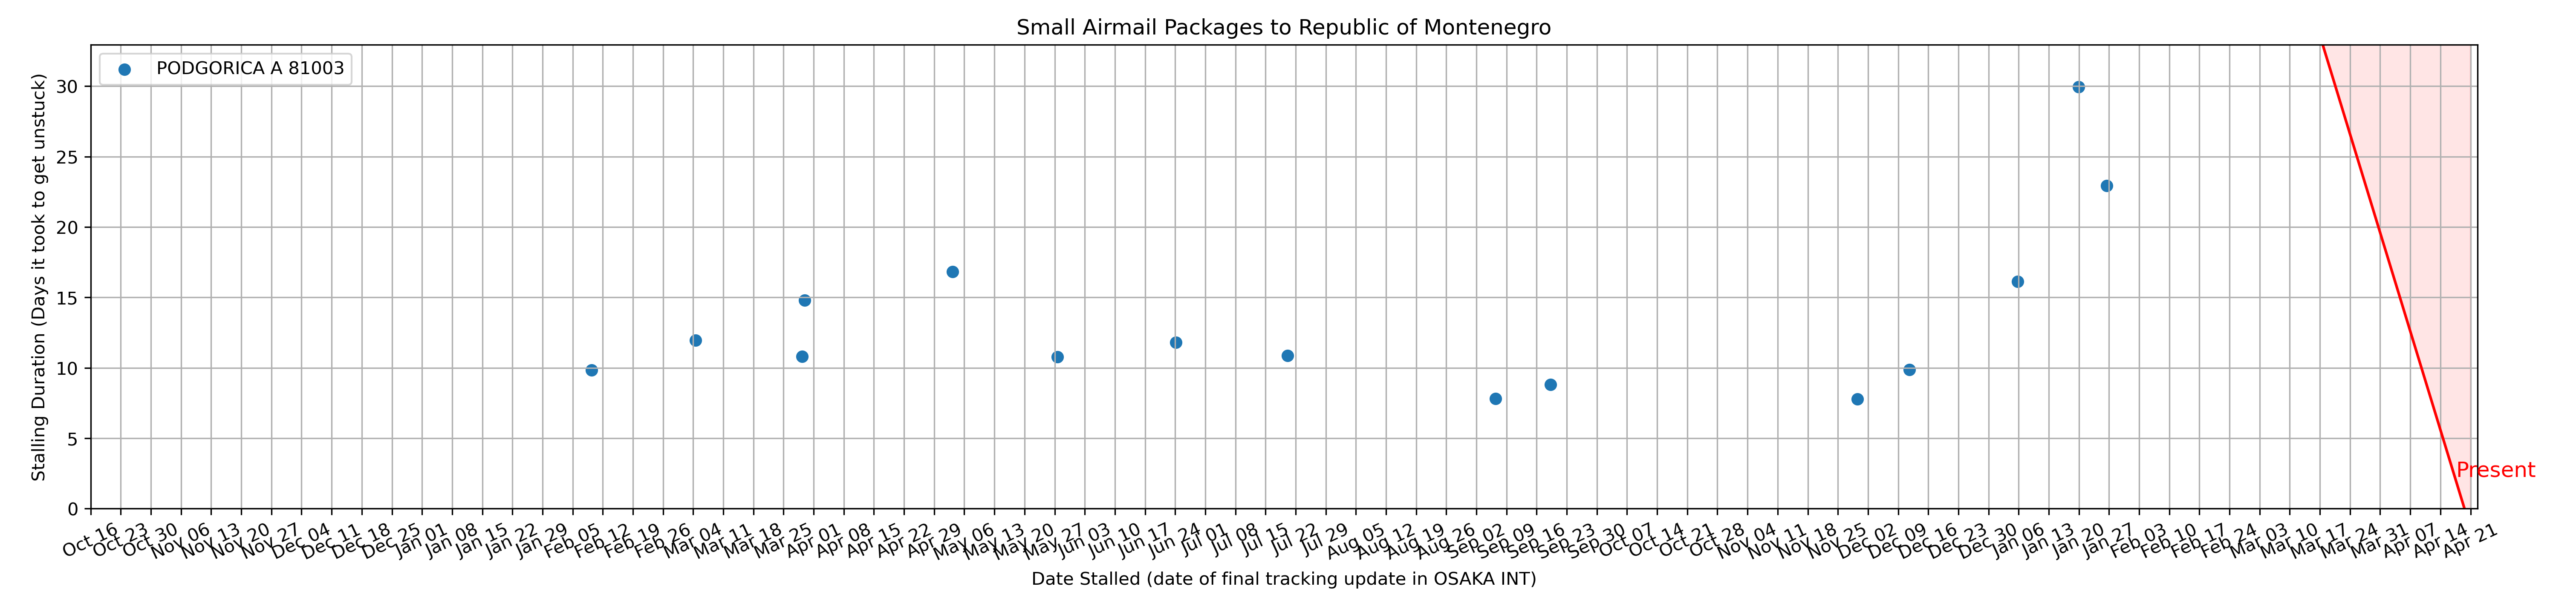 Small Airmail Packages to Republic of Montenegro
PODGORICA A 81003
Stalling Duration (Days it took to get unstuck)
30
25
20
15
10
5
0
Present
Oct 16
Oct 23
Oct 30
Nov 06
Nov 13
Nov 20
Nov 27
Dec 04
Dec 11
Dec 18
Dec 25
Jan 01
Jan 08
Jan 15
Jan 22
Jan 29
Feb 05
Feb 12
Feb 19
Feb 26
Mar 04
Mar 11
Mar 18
Mar 25
Apr 01
Apr 08
Apr 15
Apr 22
Apr 29
May 06
May 13
May 20
May 27
Jun 03
Jun 10
Jun 17
Jun 24
Jul 01
Jul 08
Jul 15
Jul 22
Jul 29
Aug 05
Aug 12
Aug 19
Aug 26
Sep 02
Sep 09
Sep 16
Sep 23
Sep 30
Oct 07
Oct 14
Oct 21
Oct 28
Nov 04
Nov 11
Nov 18
Nov 25
Dec 02
Dec 09
Dec 16
Dec 23
Dec 30
Jan 06
Jan 13
Jan 20
Jan 27
Feb 03
Feb 10
Feb 17
Feb 24
Mar 03
Mar 10
Mar 17
Mar 24
Mar 31
Apr 07
Apr 14
Apr 21
Date Stalled (date of final tracking update in OSAKA INT)